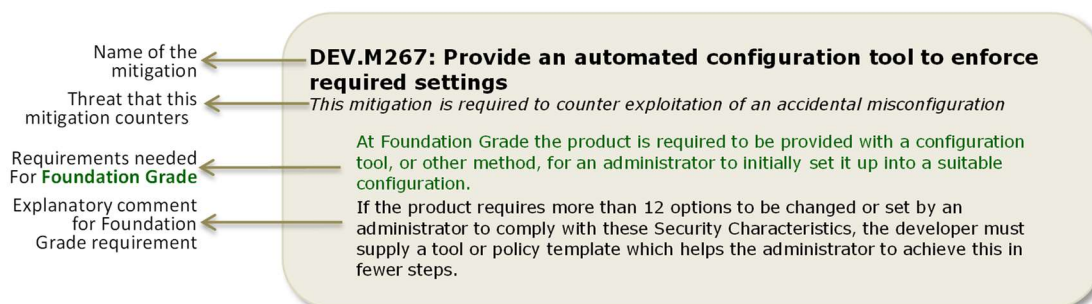 Name of the
mitigation
DEV.M267: Provide an automated configuration tool to enforce
required settings
Threat that this
mitigation counters
This mitigation is required to counter exploitation of an accidental misconfiguration
Requirements needed
For Foundation Grade
At Foundation Grade the product is required to be provided with a configuration
tool, or other method, for an administrator to initially set it up into a suitable
configuration.
Explanatory comment
for Foundation
Grade requirement
If the product requires more than 12 options to be changed or set by an
administrator to comply with these Security Characteristics, the developer must
supply a tool or policy template which helps the administrator to achieve this in
fewer steps.